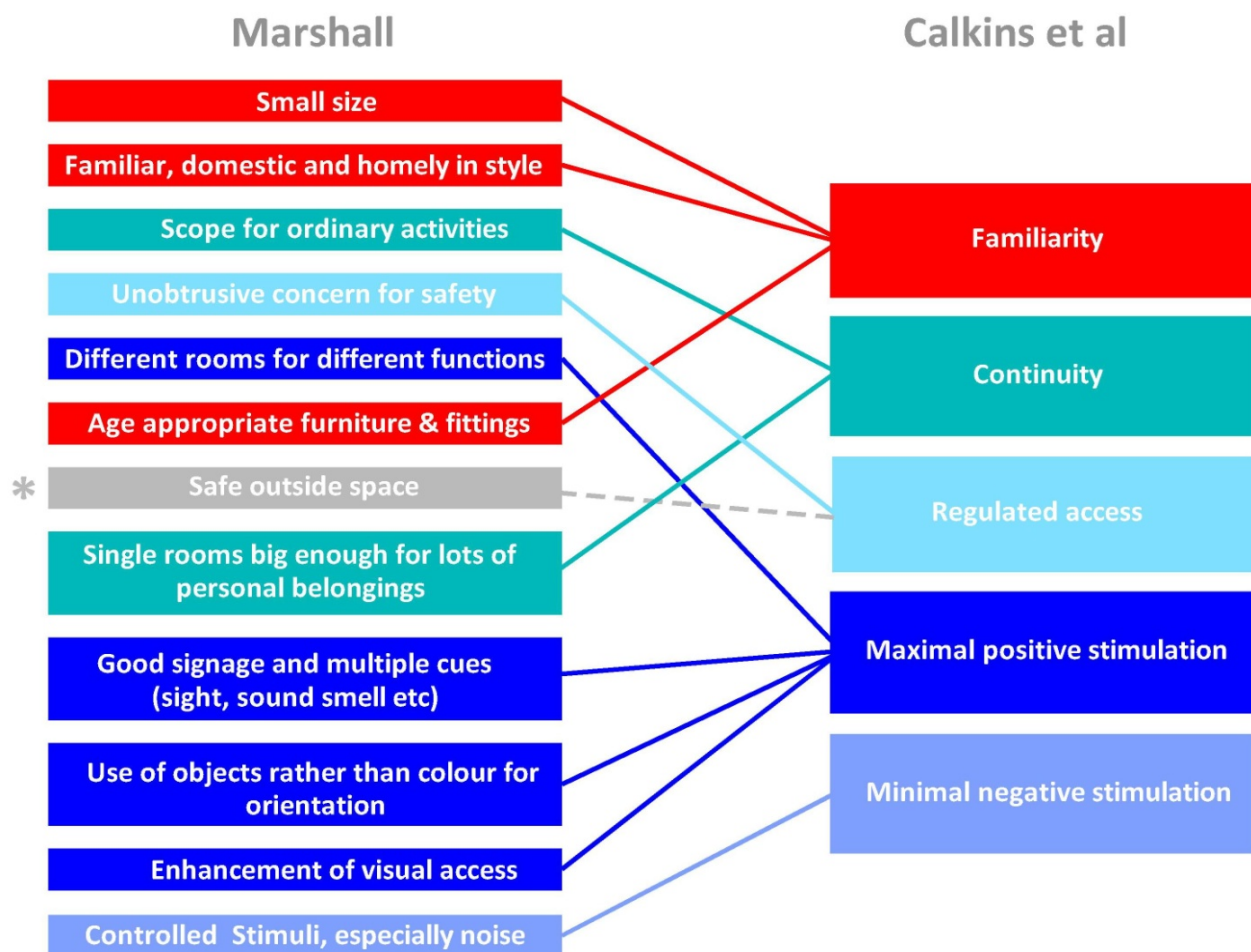 Marshall
Calkins et al
Small size
Familiar, domestic and homely in style
Scope for ordinary activities
Unobtrusive concern for safety
Different rooms for different functions
Age appropriate furniture & fittings
* Safe outside space
Single rooms big enough for lots of
personal belongings
Good signage and multiple cues
(sight, sound smell etc)
Use of objects rather than colour for
orientation
Enhancement of visual access
Controlled Stimuli, especially noise
Familiarity
Continuity
Regulated access
Maximal positive stimulation
Minimal negative stimulation